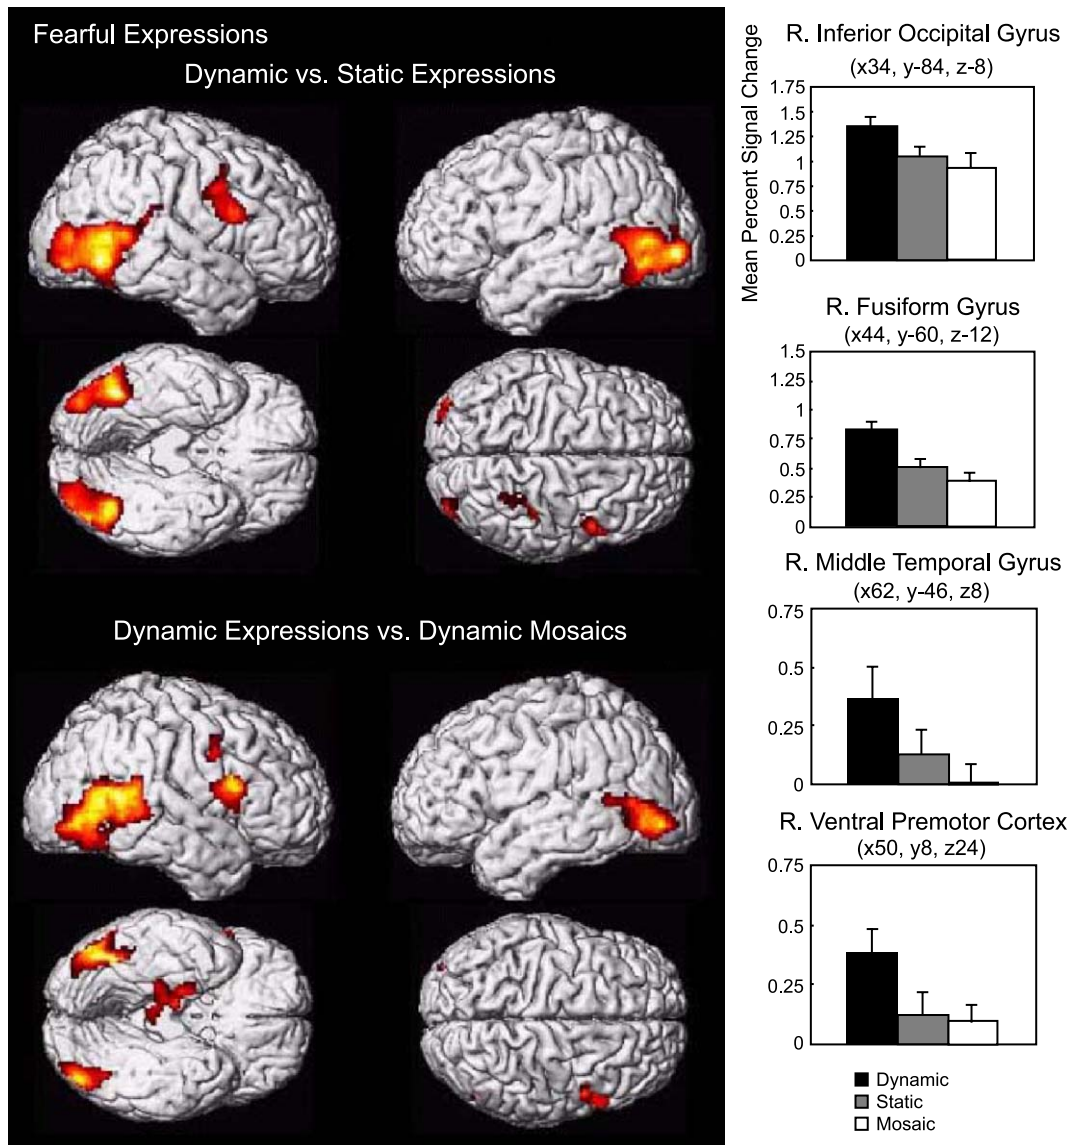 Fearful Expressions
Dynamic vs. Static Expressions
Dynamic Expressions vs. Dynamic Mosaics
Mean Percent Signal Change
R. Inferior Occipital Gyrus
(x34, y-84, z-8)
1.75
1.5
1.25
1
0.75
0.5
0.25
0
R. Fusiform Gyrus
(x44, y-60, z-12)
1.5
1.25
1
0.75
0.5
0.25
0
R. Middle Temporal Gyrus
(x62, y-46, z8)
0.75
0.5
0.25
0
R. Ventral Premotor Cortex
(x50, y8, z24)
0.75
0.5
0.25
0
Dynamic
Static
Mosaic